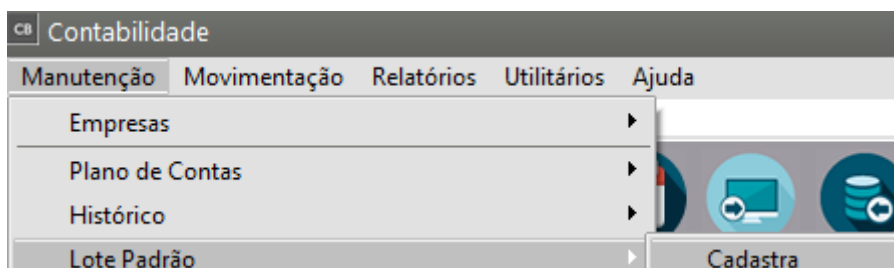 CB Contabilidade
Manutenção Movimentação Relatórios Utilitários Ajuda
Empresas
Plano de Contas
Histórico
Lote Padrão Cadastra